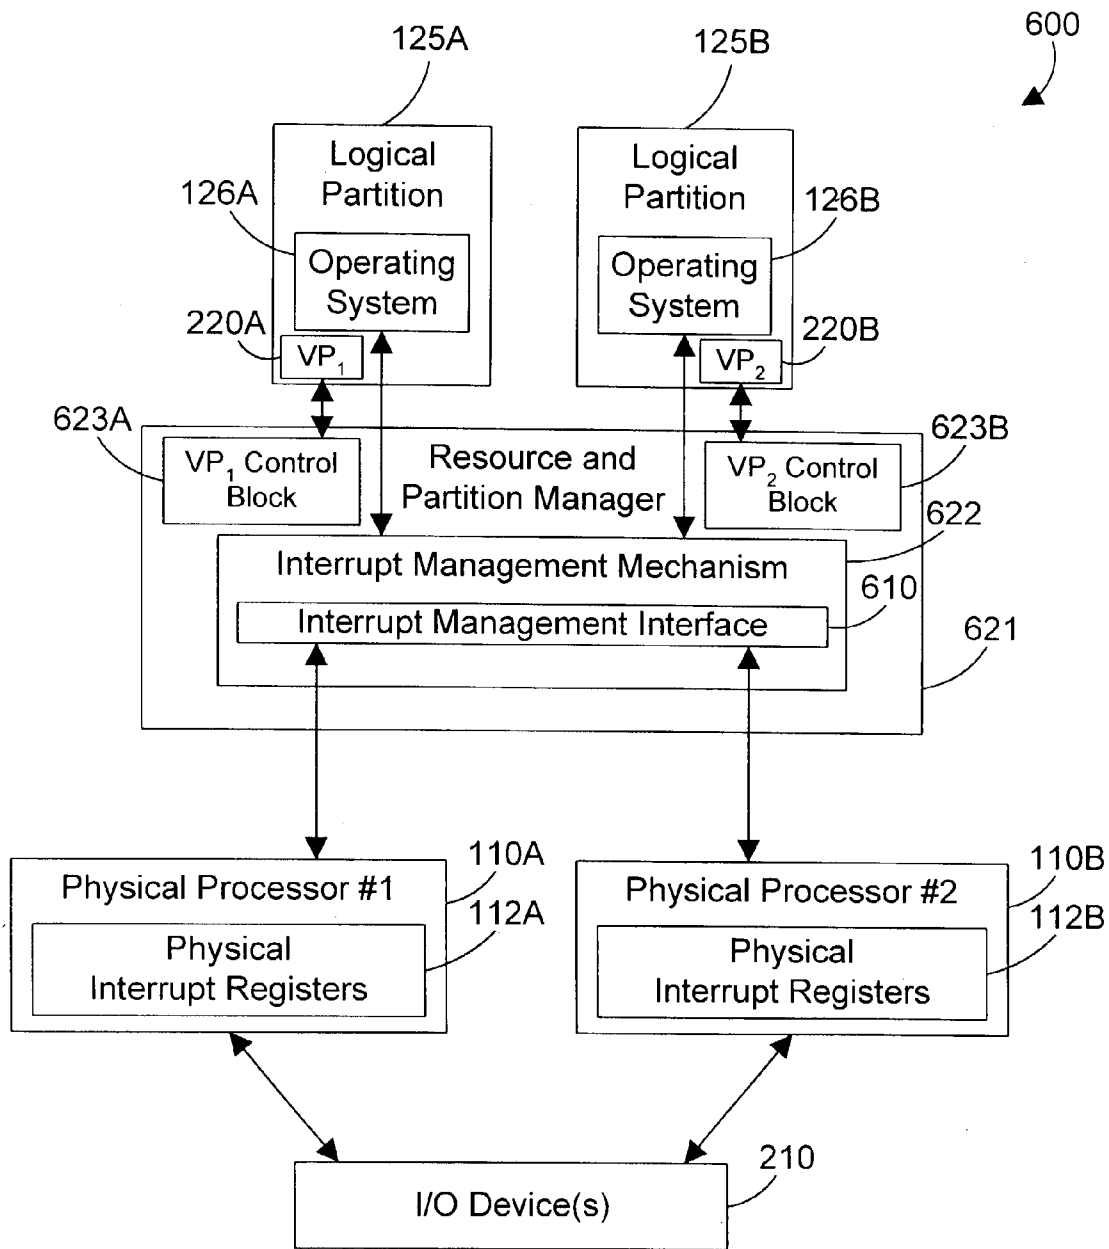 600
125A
125B
Logical
Partition
Logical
Partition
126A
126B
Operating
System
Operating
System
220A
220B
VP1
VP2
623A
623B
VP1 Control
Block
Resource and
Partition Manager
VP2 Control
Block
622
Interrupt Management Mechanism
610
Interrupt Management Interface
621
110A
110B
Physical Processor #1
Physical Processor #2
112A
112B
Physical
Interrupt Registers
Physical
Interrupt Registers
210
I/O Device(s)